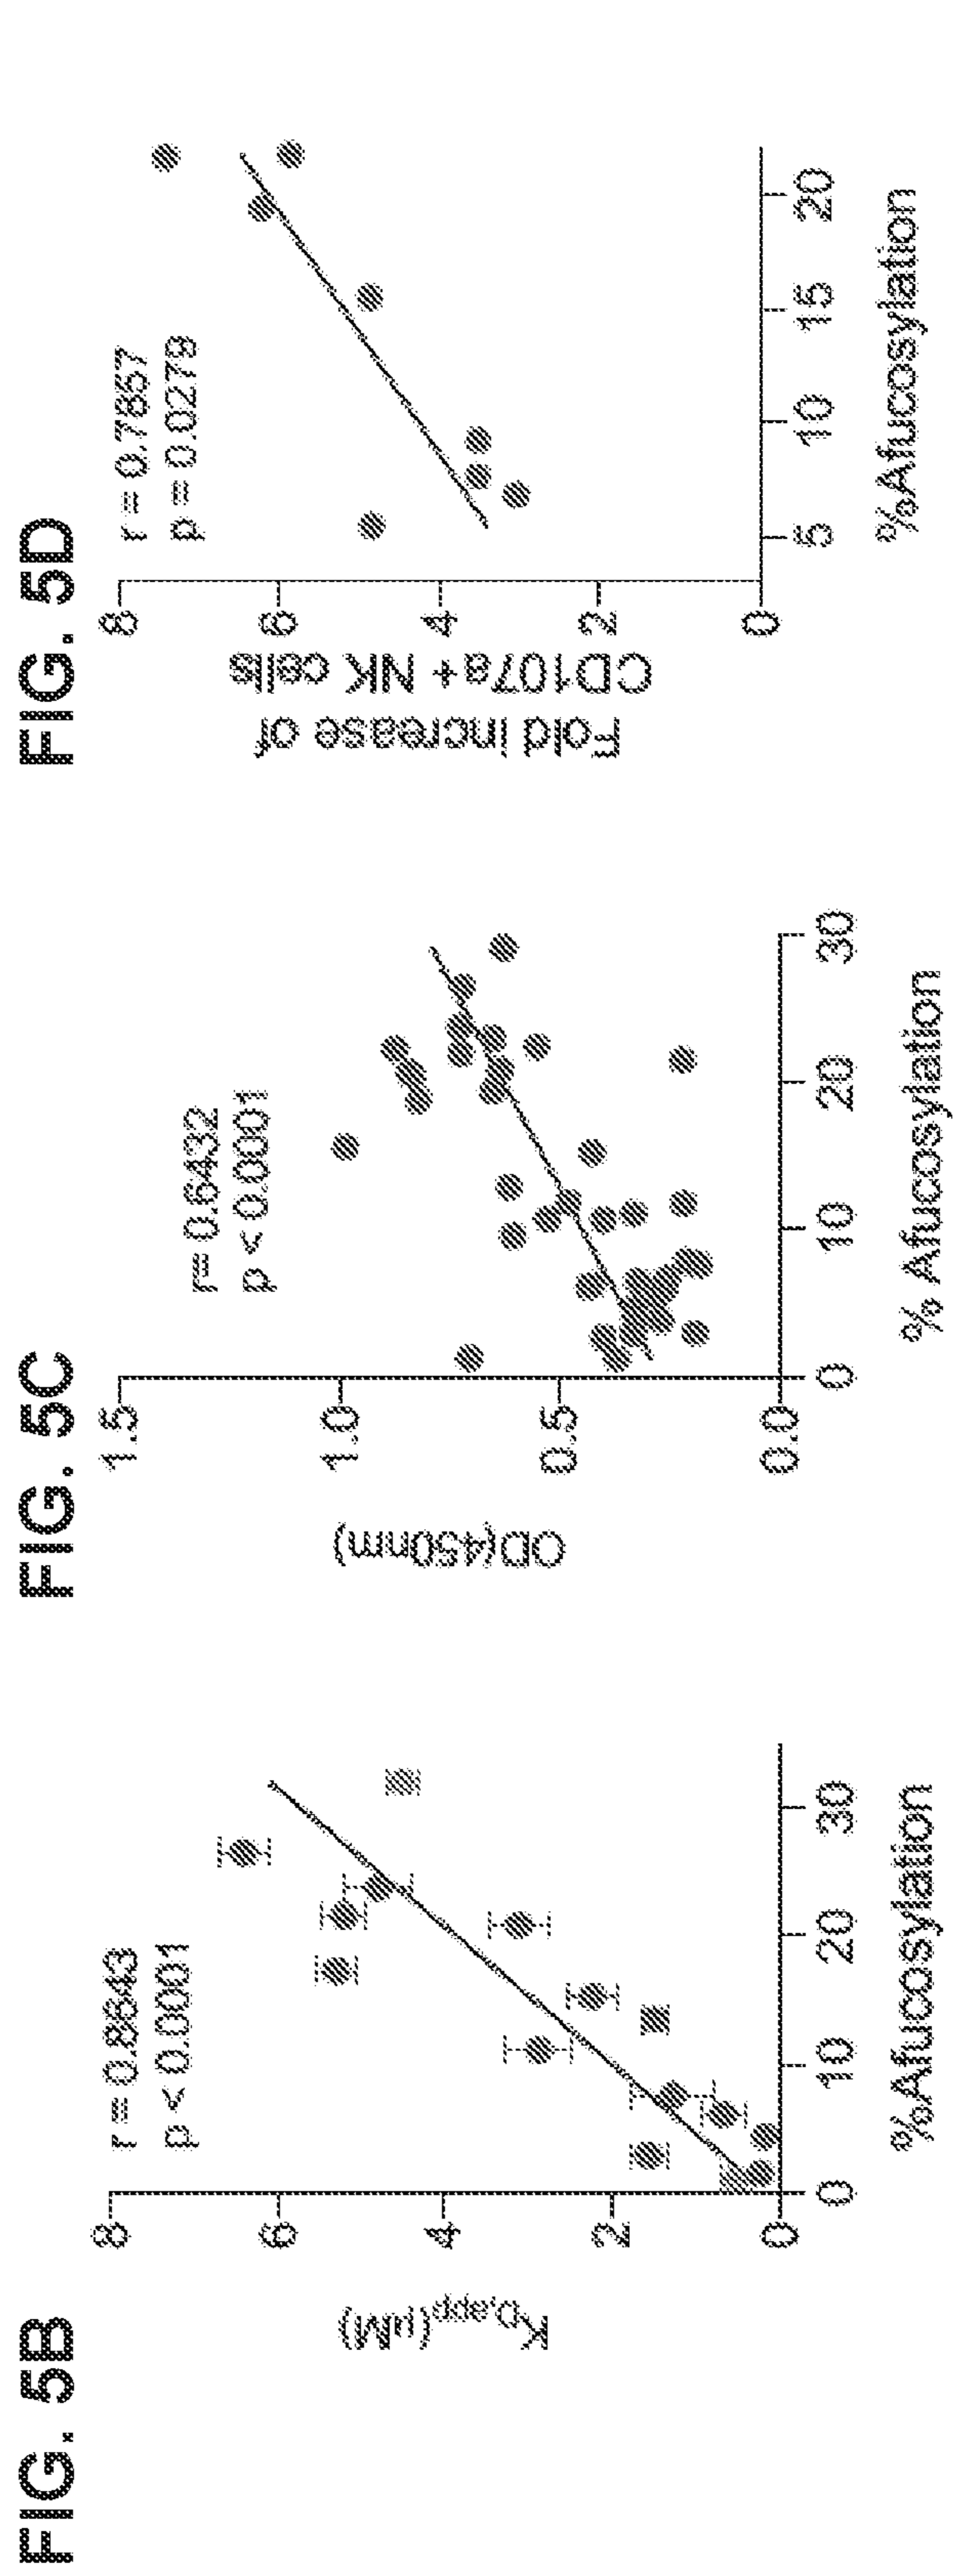 FIG. 5B
r = 0.8643
p < 0.0001
8
6
4
2
0
K_D,app (µM)
0 10 20 30
%Afucosylation
FIG. 5C
r= 0.6432
p < 0.0001
1.5
1.0
0.5
0.0
OD(450nm)
0 10 20 30
% Afucosylation
FIG. 5D
r = 0.7857
p = 0.0279
8
6
4
2
0
Fold increase of
CD107a+ NK cells
5 10 15 20
%Afucosylation